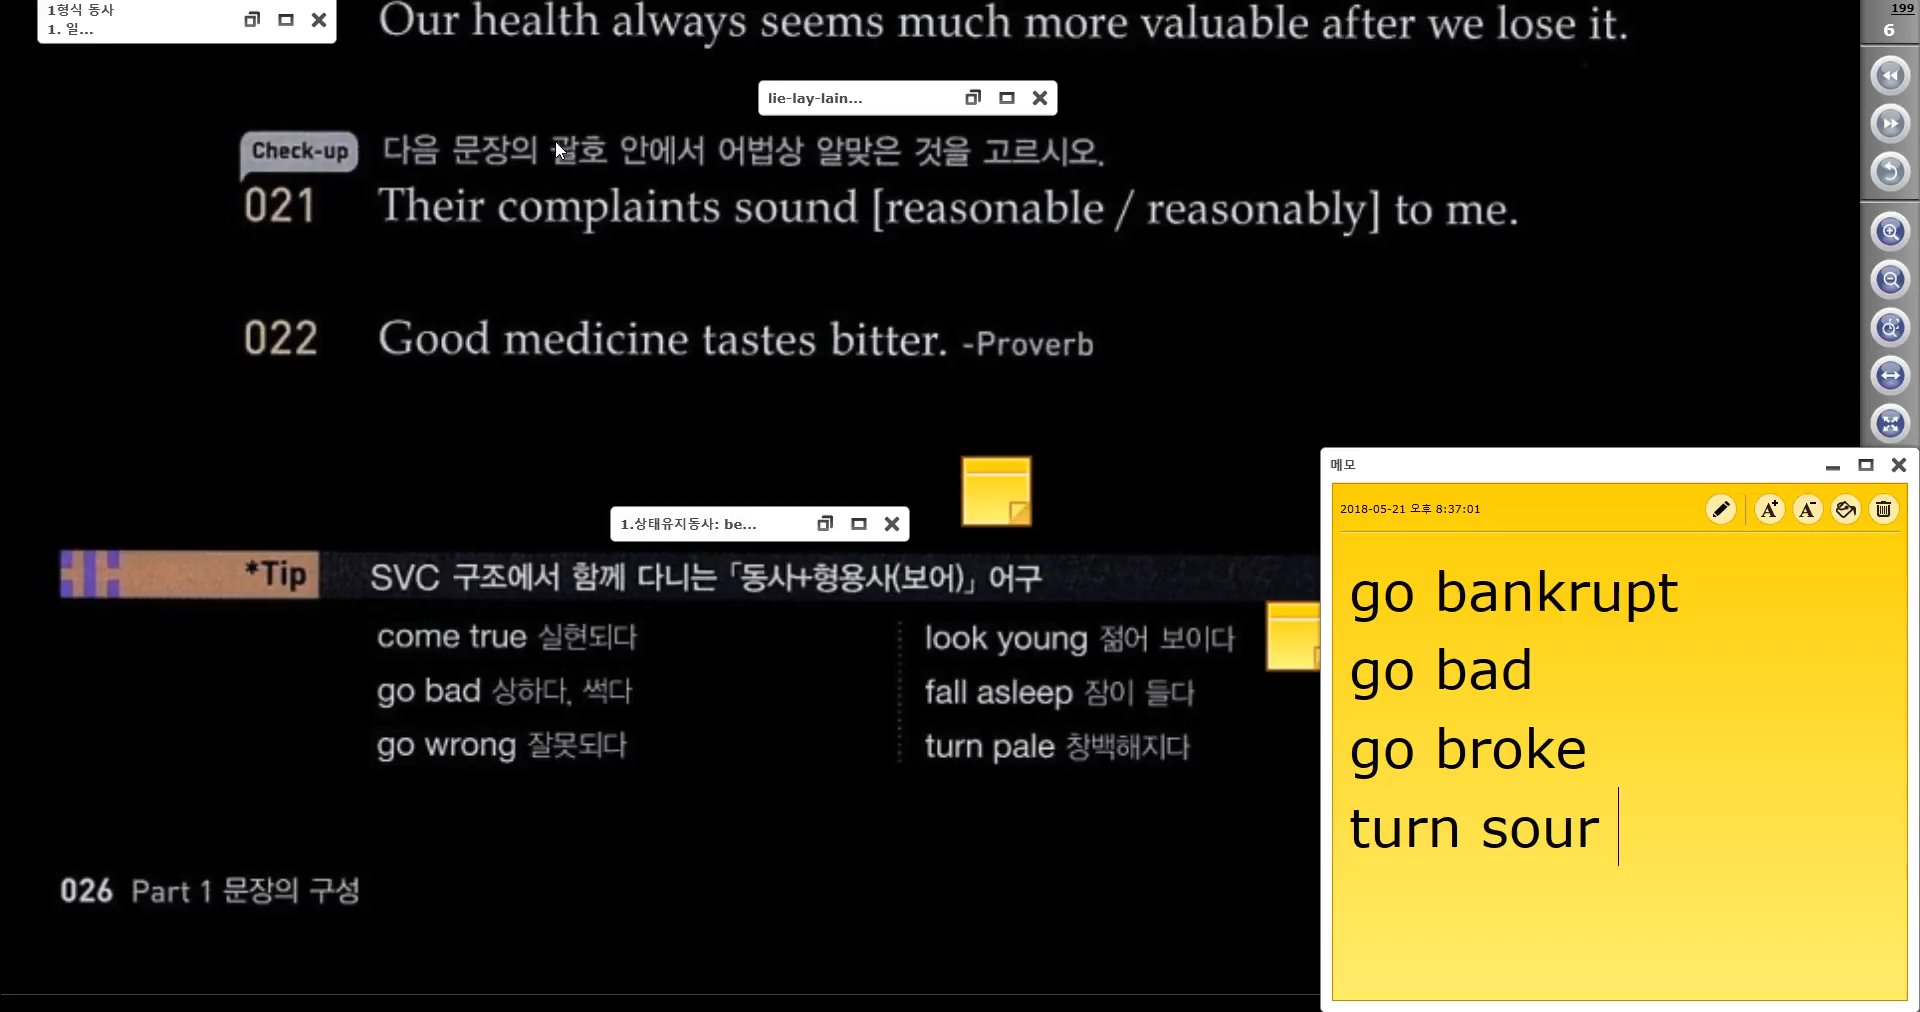 1형식 동사
1. 일...
199
6
Our health always seems much more valuable after we lose it.
lie-lay-lain...
Check-up 다음 문장의 괄호 안에서 어법상 알맞은 것을 고르시오.
021 Their complaints sound [reasonable / reasonably] to me.
022 Good medicine tastes bitter. -Proverb
1.상태유지동사: be...
*Tip SVC 구조에서 함께 다니는 「동사+형용사(보어)」 어구
come true 실현되다
go bad 상하다, 썩다
go wrong 잘못되다
look young 젊어 보이다
fall asleep 잠이 들다
turn pale 창백해지다
026 Part 1 문장의 구성
메모
2018-05-21 오후 8:37:01
A+ A-
go bankrupt
go bad
go broke
turn sour